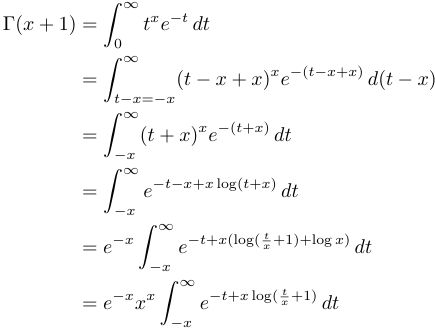 Γ(x + 1) = ∫_0^∞ t^x e^{-t} dt
= ∫_{t-x=-x}^∞ (t - x + x)^x e^{-(t-x+x)} d(t - x)
= ∫_{-x}^∞ (t + x)^x e^{-(t+x)} dt
= ∫_{-x}^∞ e^{-t-x+x log(t+x)} dt
= e^{-x} ∫_{-x}^∞ e^{-t+x(log(t/x+1)+log x)} dt
= e^{-x} x^x ∫_{-x}^∞ e^{-t+x log(t/x+1)} dt